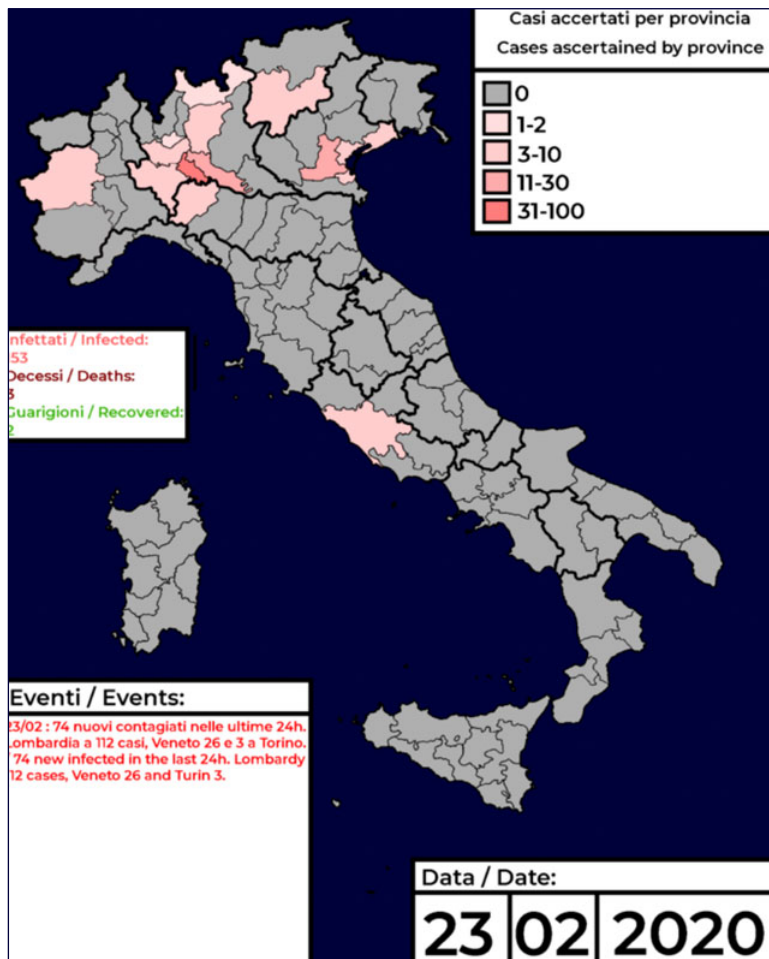 Casi accertati per provincia
Cases ascertained by province
0
1-2
3-10
11-30
31-100
nfettati / Infected:
53
Decessi / Deaths:
3
Guarigioni / Recovered:
2
Eventi / Events:
23/02 : 74 nuovi contagiati nelle ultime 24h.
Lombardia a 112 casi, Veneto 26 e 3 a Torino.
74 new infected in the last 24h. Lombardy
12 cases, Veneto 26 and Turin 3.
Data / Date:
23 02 2020